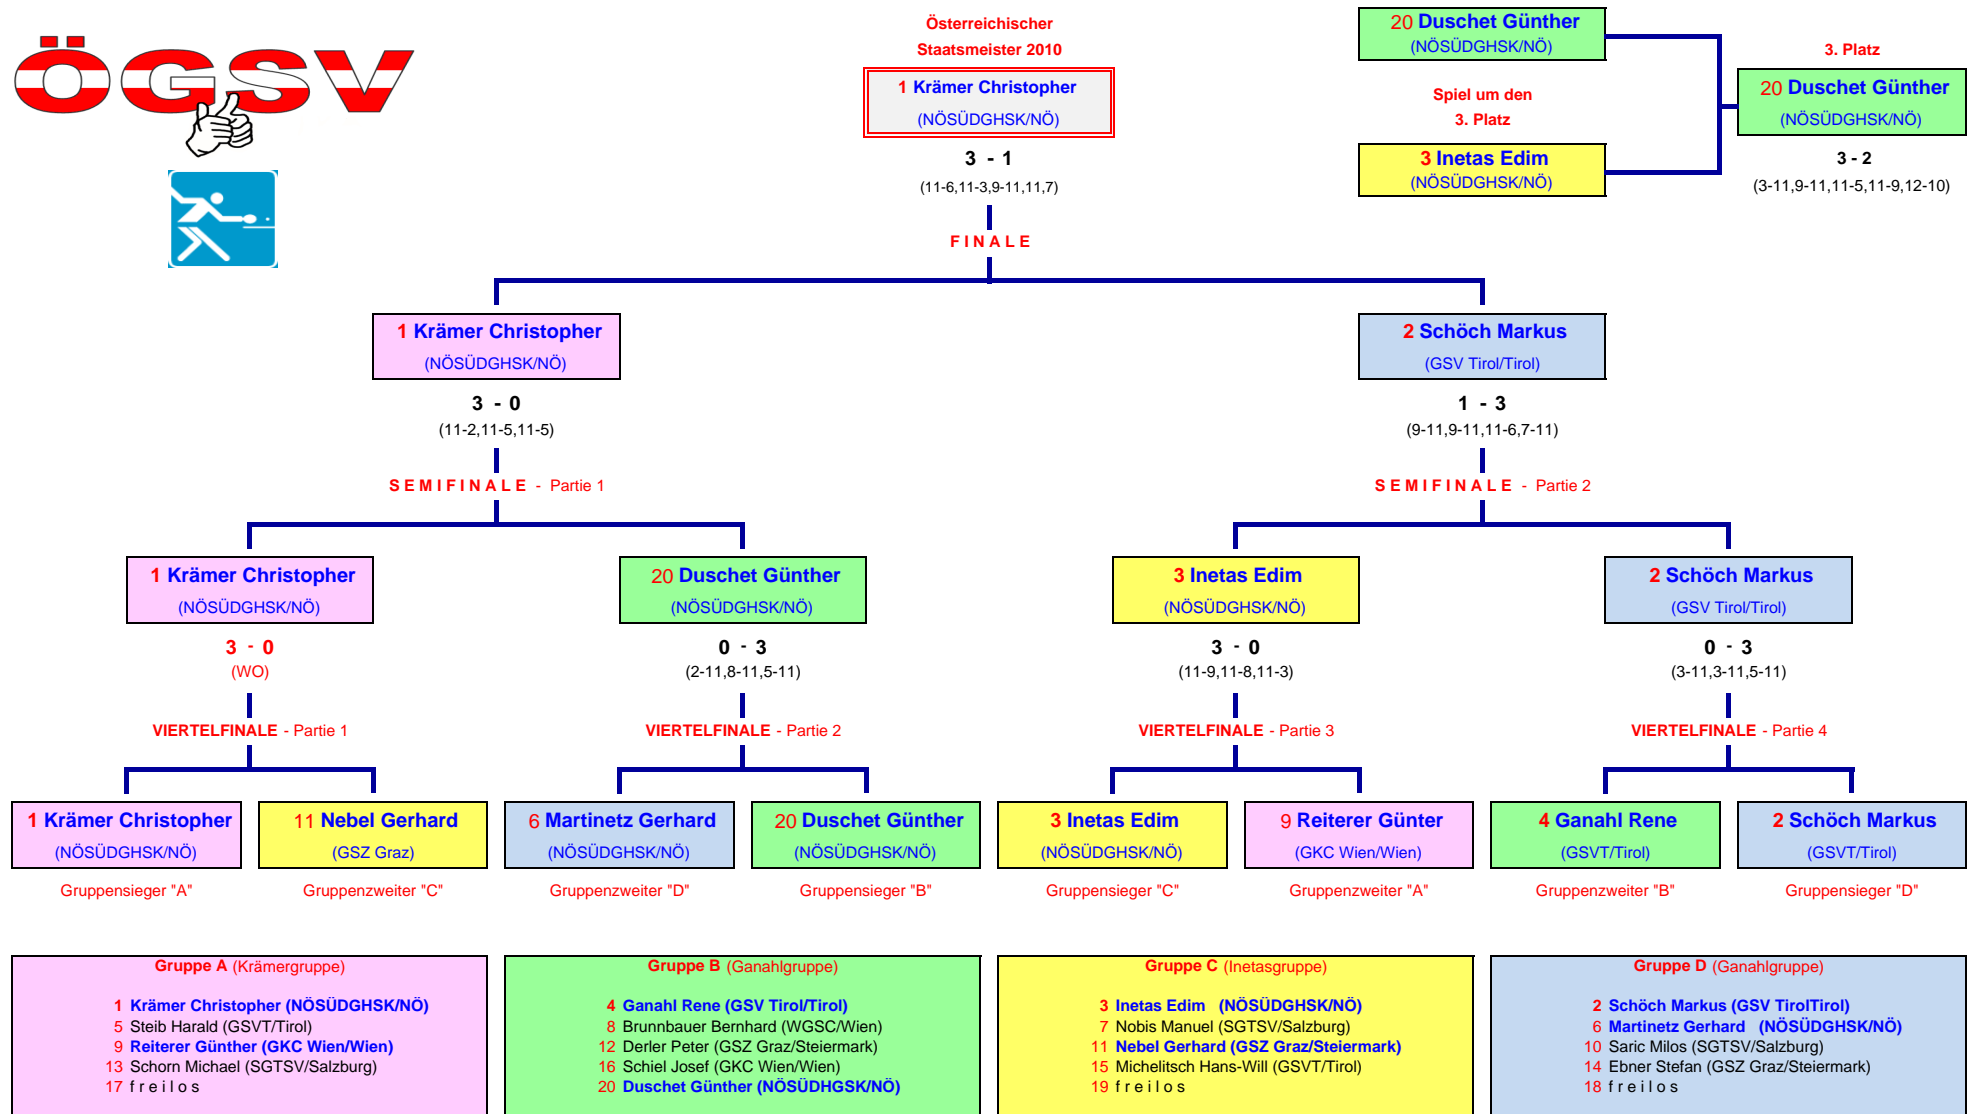 ÖGSV
Österreichischer
Staatsmeister 2010
1 Krämer Christopher
(NÖSÜDGHSK/NÖ)
3 - 1
(11-6,11-3,9-11,11,7)
FINALE
20 Duschet Günther
(NÖSÜDGHSK/NÖ)
Spiel um den
3. Platz
3 Inetas Edim
(NÖSÜDGHSK/NÖ)
3. Platz
20 Duschet Günther
(NÖSÜDGHSK/NÖ)
3 - 2
(3-11,9-11,11-5,11-9,12-10)
1 Krämer Christopher
(NÖSÜDGHSK/NÖ)
3 - 0
(11-2,11-5,11-5)
SEMIFINALE - Partie 1
2 Schöch Markus
(GSV Tirol/Tirol)
1 - 3
(9-11,9-11,11-6,7-11)
SEMIFINALE - Partie 2
1 Krämer Christopher
(NÖSÜDGHSK/NÖ)
3 - 0
(WO)
VIERTELFINALE - Partie 1
20 Duschet Günther
(NÖSÜDGHSK/NÖ)
0 - 3
(2-11,8-11,5-11)
VIERTELFINALE - Partie 2
3 Inetas Edim
(NÖSÜDGHSK/NÖ)
3 - 0
(11-9,11-8,11-3)
VIERTELFINALE - Partie 3
2 Schöch Markus
(GSV Tirol/Tirol)
0 - 3
(3-11,3-11,5-11)
VIERTELFINALE - Partie 4
1 Krämer Christopher
(NÖSÜDGHSK/NÖ)
Gruppensieger "A"
11 Nebel Gerhard
(GSZ Graz)
Gruppenzweiter "C"
6 Martinetz Gerhard
(NÖSÜDGHSK/NÖ)
Gruppenzweiter "D"
20 Duschet Günther
(NÖSÜDGHSK/NÖ)
Gruppensieger "B"
3 Inetas Edim
(NÖSÜDGHSK/NÖ)
Gruppensieger "C"
9 Reiterer Günter
(GKC Wien/Wien)
Gruppenzweiter "A"
4 Ganahl Rene
(GSVT/Tirol)
Gruppenzweiter "B"
2 Schöch Markus
(GSVT/Tirol)
Gruppensieger "D"
Gruppe A (Krämergruppe)
1 Krämer Christopher (NÖSÜDGHSK/NÖ)
5 Steib Harald (GSVT/Tirol)
9 Reiterer Günther (GKC Wien/Wien)
13 Schorn Michael (SGTSV/Salzburg)
17 freilos
Gruppe B (Ganahlgruppe)
4 Ganahl Rene (GSV Tirol/Tirol)
8 Brunnbauer Bernhard (WGSC/Wien)
12 Derler Peter (GSZ Graz/Steiermark)
16 Schiel Josef (GKC Wien/Wien)
20 Duschet Günther (NÖSÜDHGSK/NÖ)
Gruppe C (Inetasgruppe)
3 Inetas Edim (NÖSÜDGHSK/NÖ)
7 Nobis Manuel (SGTSV/Salzburg)
11 Nebel Gerhard (GSZ Graz/Steiermark)
15 Michelitsch Hans-Will (GSVT/Tirol)
19 freilos
Gruppe D (Ganahlgruppe)
2 Schöch Markus (GSV TirolTirol)
6 Martinetz Gerhard (NÖSÜDGHSK/NÖ)
10 Saric Milos (SGTSV/Salzburg)
14 Ebner Stefan (GSZ Graz/Steiermark)
18 freilos